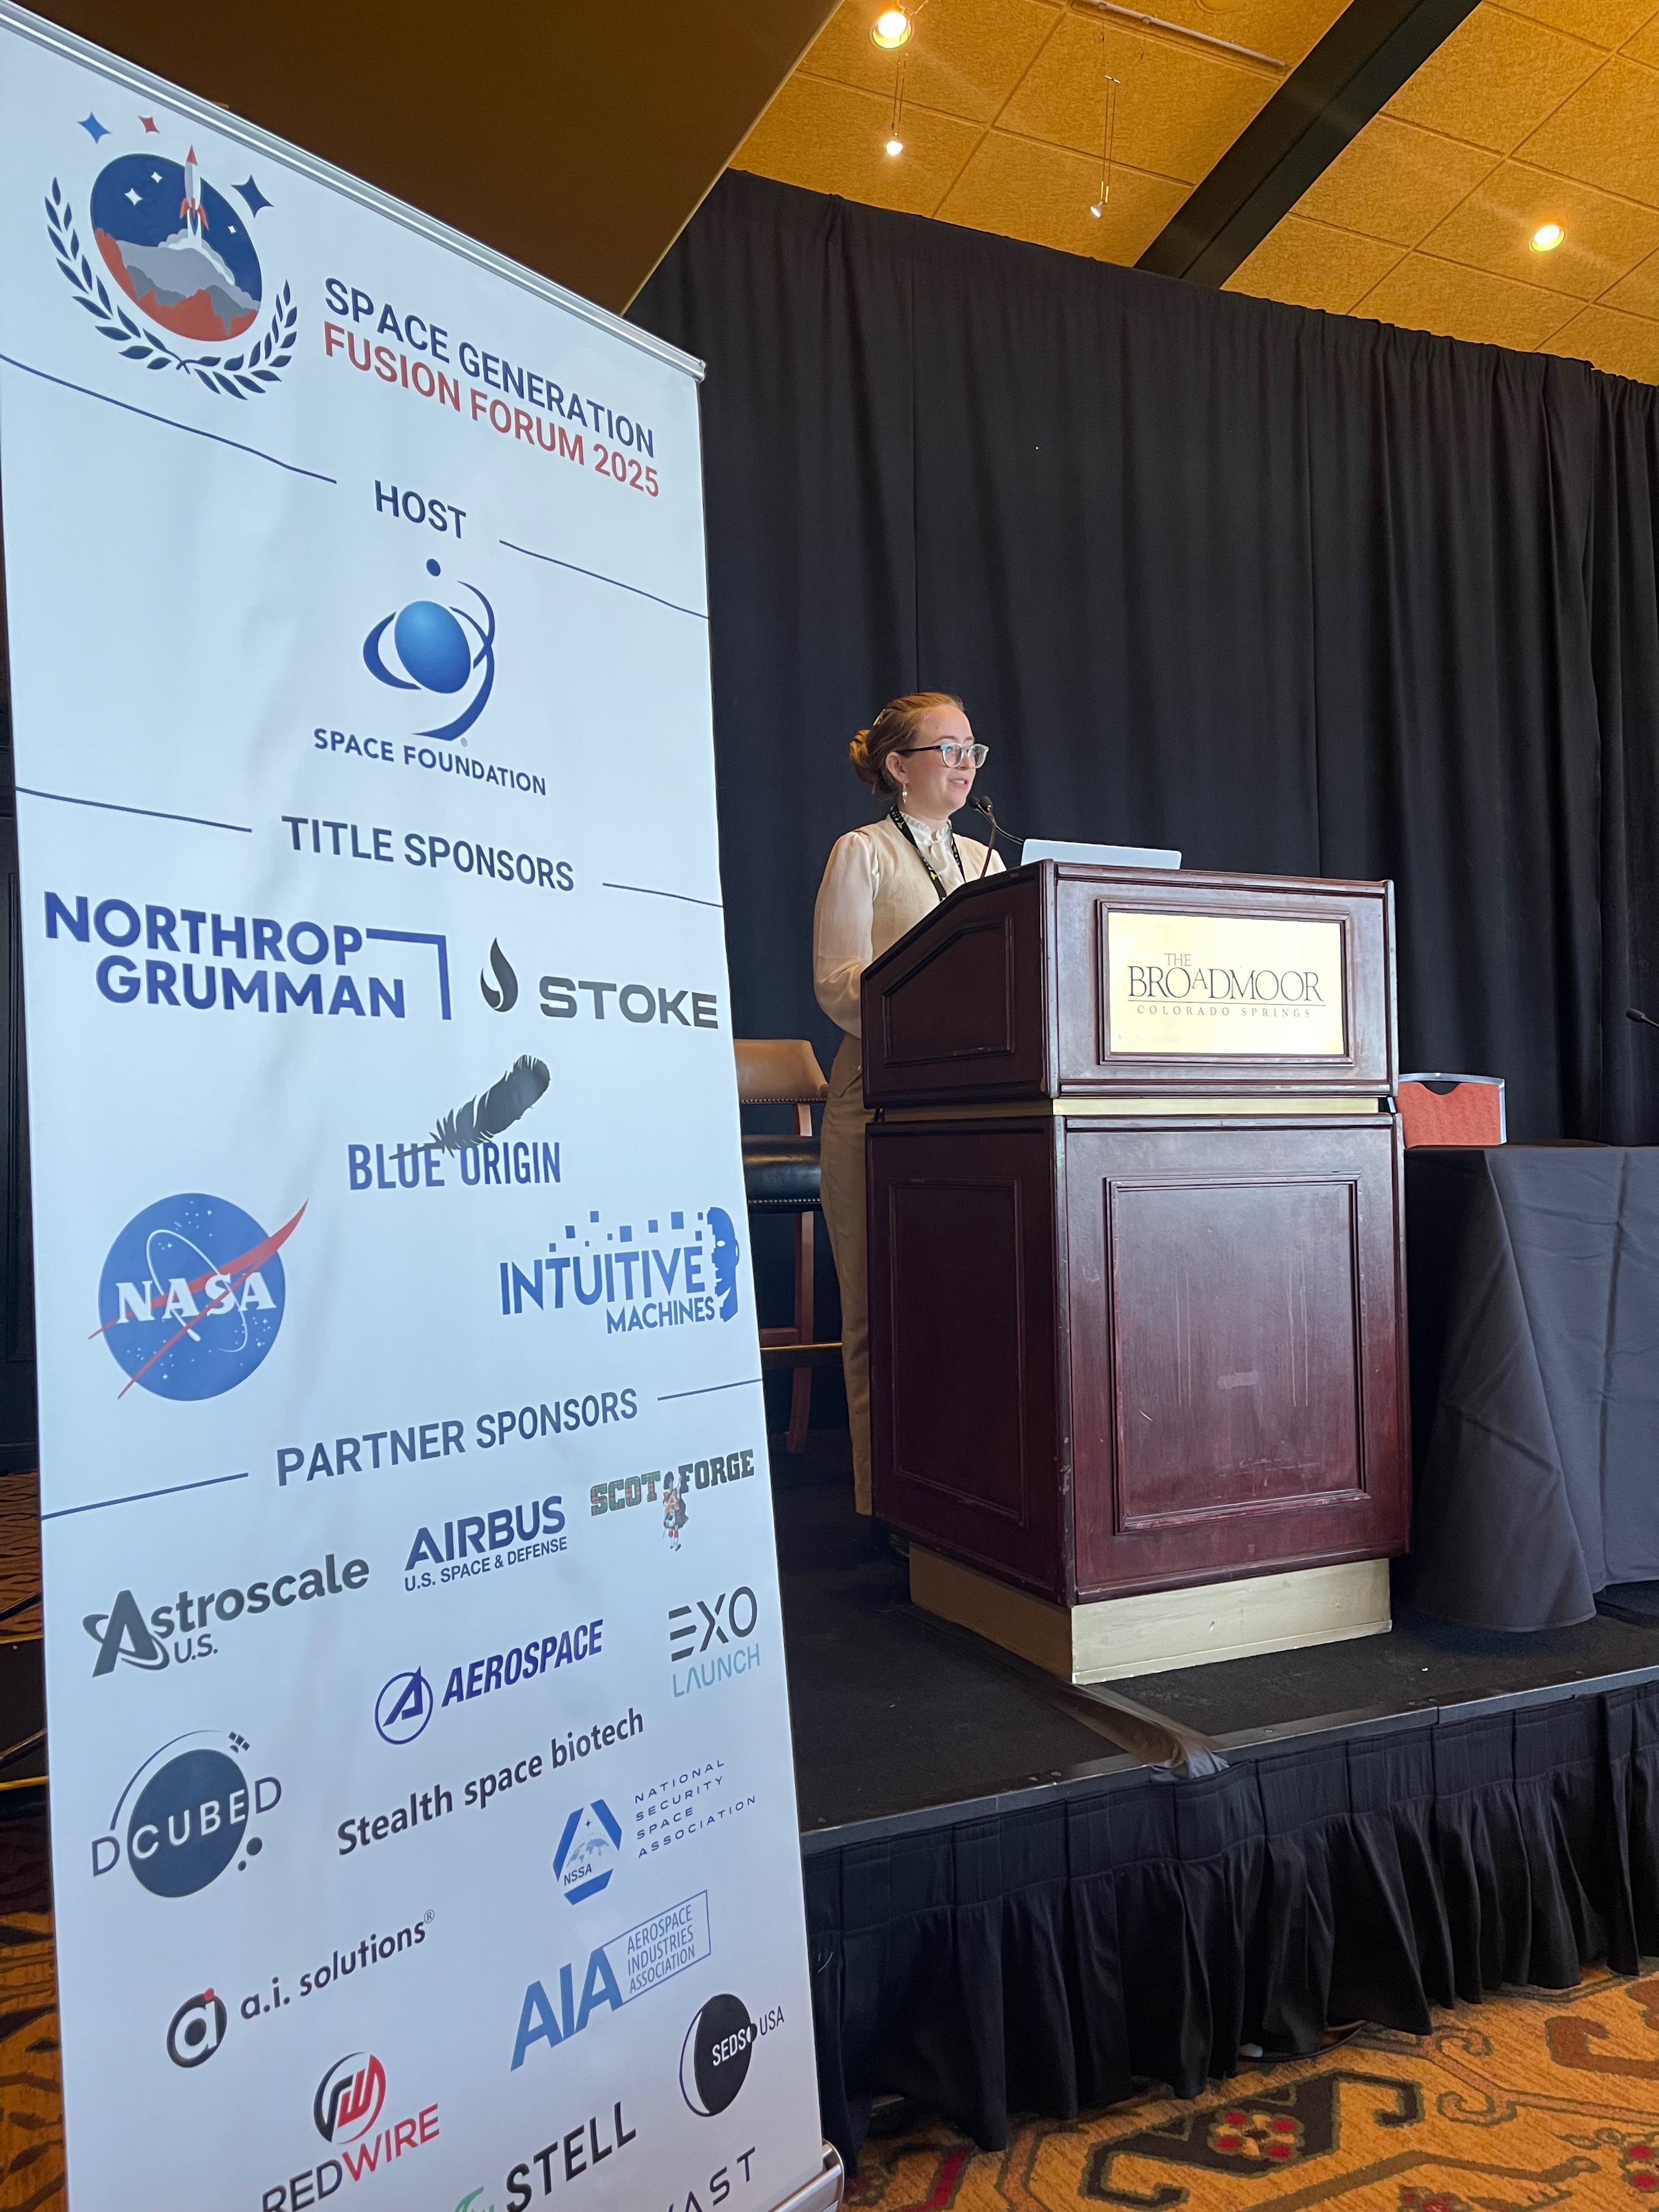 SPACE GENERATION
FUSION FORUM 2025
HOST
SPACE FOUNDATION
TITLE SPONSORS
NORTHROP
GRUMMAN
STOKE
BLUE ORIGIN
NASA
INTUITIVE
MACHINES
PARTNER SPONSORS
SCOT FORGE
AIRBUS
U.S. SPACE & DEFENSE
Astroscale
U.S.
EXO
LAUNCH
AEROSPACE
DCUBED
Stealth space biotech
NATIONAL
SECURITY
SPACE
ASSOCIATION
NSSA
a.i. solutions®
AIA
AEROSPACE
INDUSTRIES
ASSOCIATION
SEDS USA
REDWIRE
STELL
VAST
THE
BROADMOOR
COLORADO SPRINGS